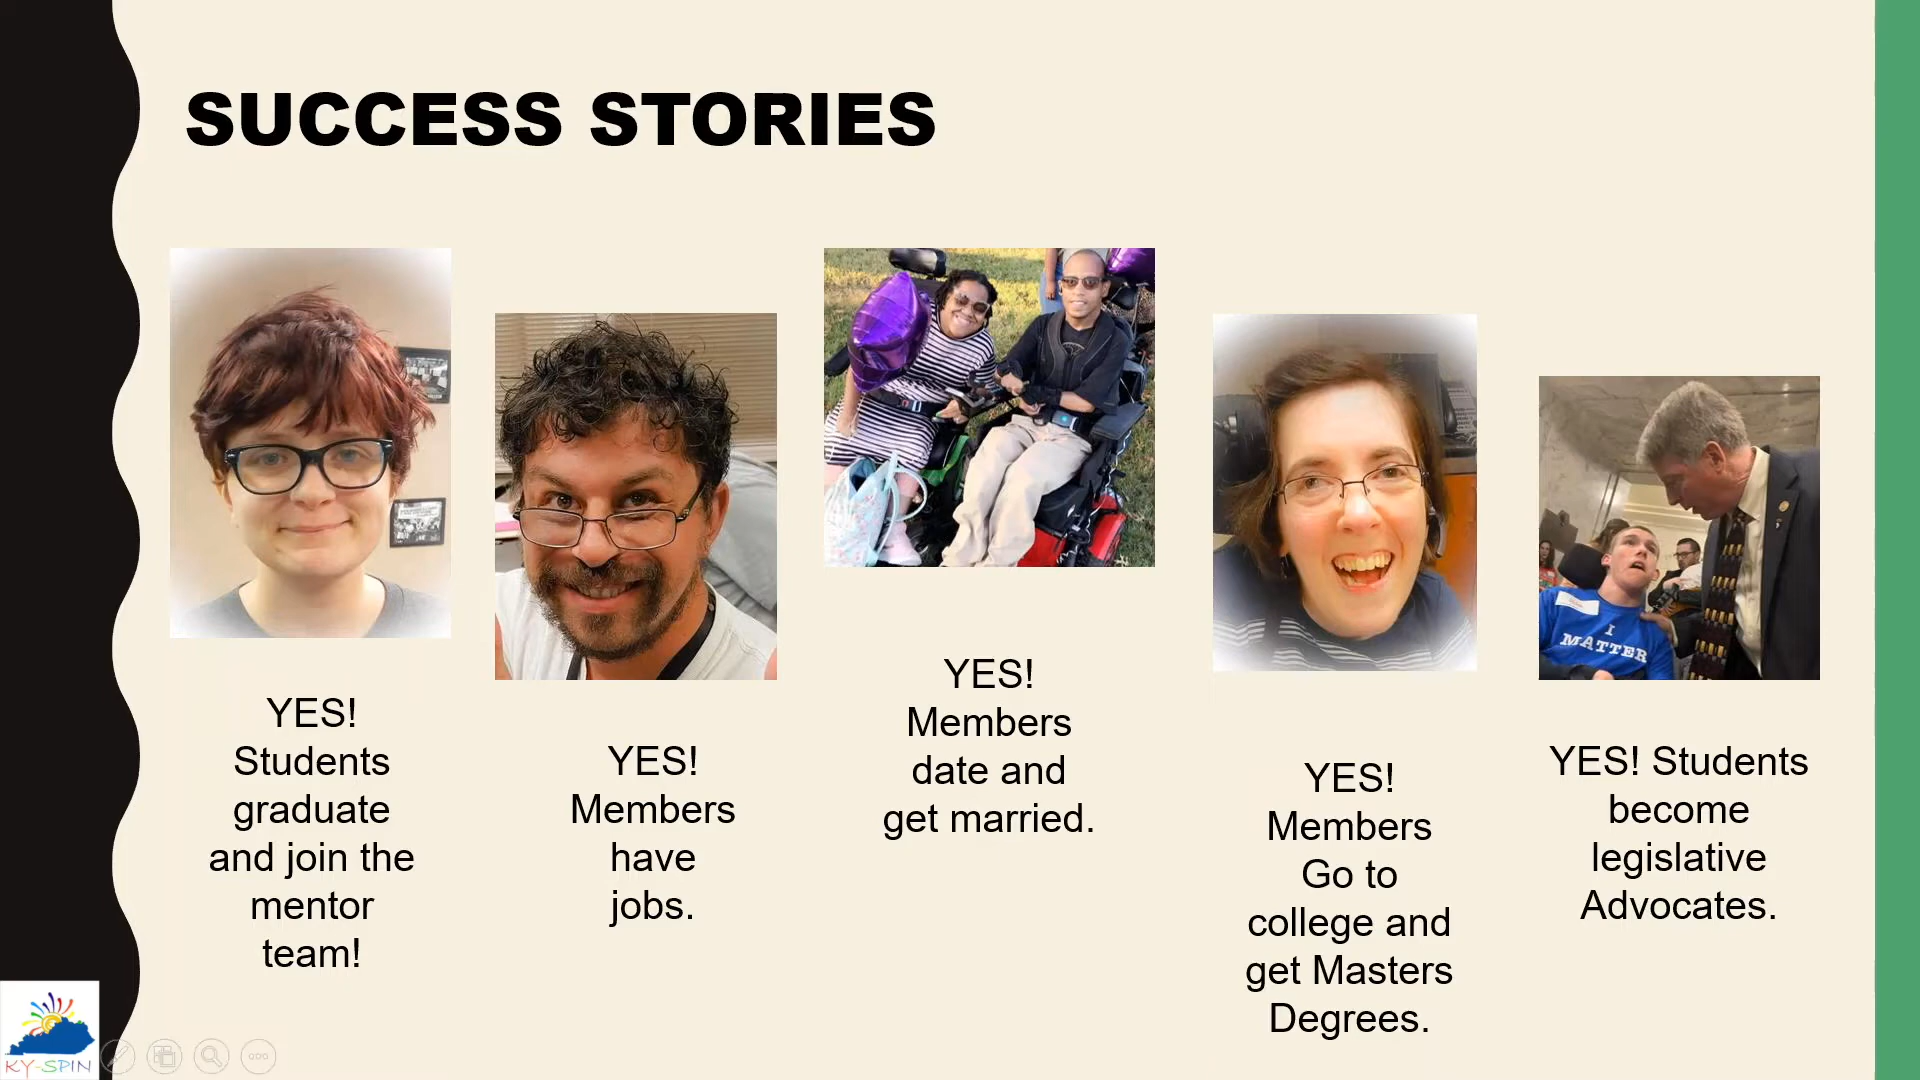 SUCCESS STORIES
YES!
Students
graduate
and join the
mentor
team!
YES!
Members
have
jobs.
YES!
Members
date and
get married.
YES!
Members
Go to
college and
get Masters
Degrees.
I
MATTER
YES! Students
become
legislative
Advocates.
KY-SPIN